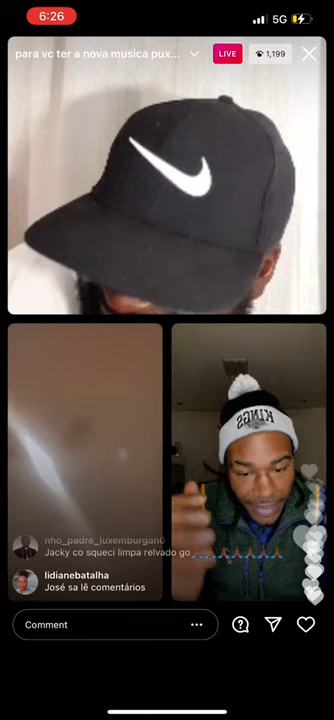 6:26
5G
para vc ter a nova musica pux...
LIVE
1,199
KINGS
nho_padre_luxemburgan0
Jacky co squeci limpa relvado go
lidianebatalha
José sa lê comentários
Comment